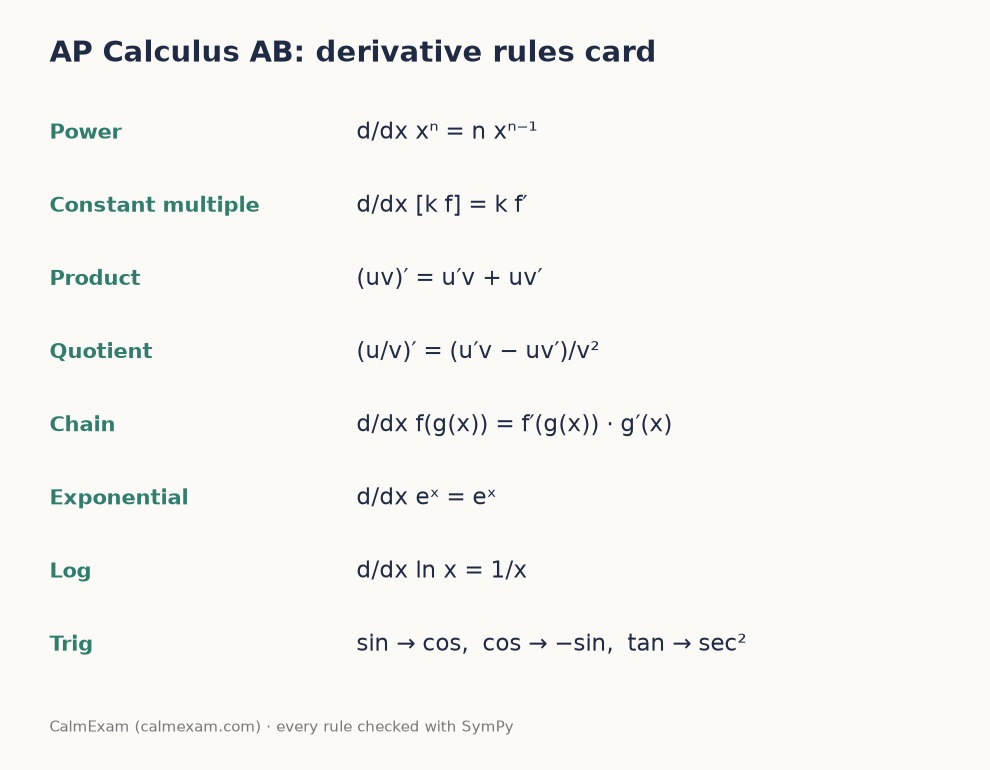 AP Calculus AB: derivative rules card
Power d/dx xⁿ = n xⁿ⁻¹
Constant multiple d/dx [k f] = k f′
Product (uv)′ = u′v + uv′
Quotient (u/v)′ = (u′v − uv′)/v²
Chain d/dx f(g(x)) = f′(g(x)) · g′(x)
Exponential d/dx eˣ = eˣ
Log d/dx ln x = 1/x
Trig sin → cos, cos → −sin, tan → sec²
CalmExam (calmexam.com) · every rule checked with SymPy